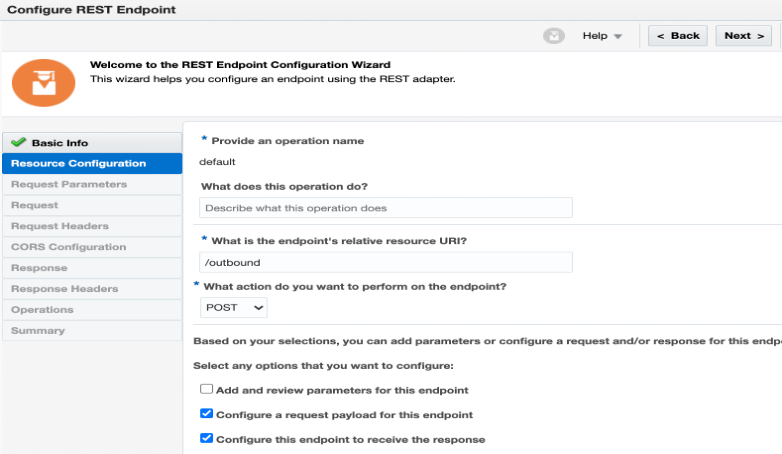 Configure REST Endpoint
Help
< Back
Next >
Welcome to the REST Endpoint Configuration Wizard
This wizard helps you configure an endpoint using the REST adapter.
Basic Info
Resource Configuration
Request Parameters
Request
Request Headers
CORS Configuration
Response
Response Headers
Operations
Summary
* Provide an operation name
default
What does this operation do?
Describe what this operation does
* What is the endpoint's relative resource URI?
/outbound
* What action do you want to perform on the endpoint?
POST
Based on your selections, you can add parameters or configure a request and/or response for this endp
Select any options that you want to configure:
Add and review parameters for this endpoint
Configure a request payload for this endpoint
Configure this endpoint to receive the response